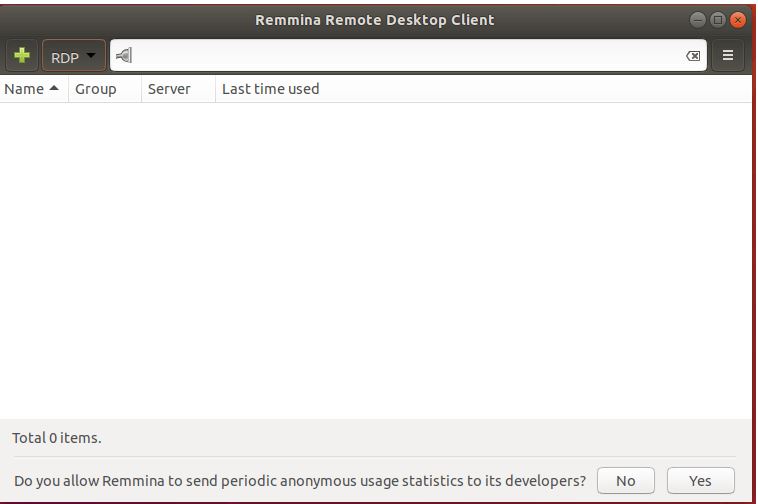 Remmina Remote Desktop Client
RDP
Name Group Server Last time used
Total 0 items.
Do you allow Remmina to send periodic anonymous usage statistics to its developers? No Yes